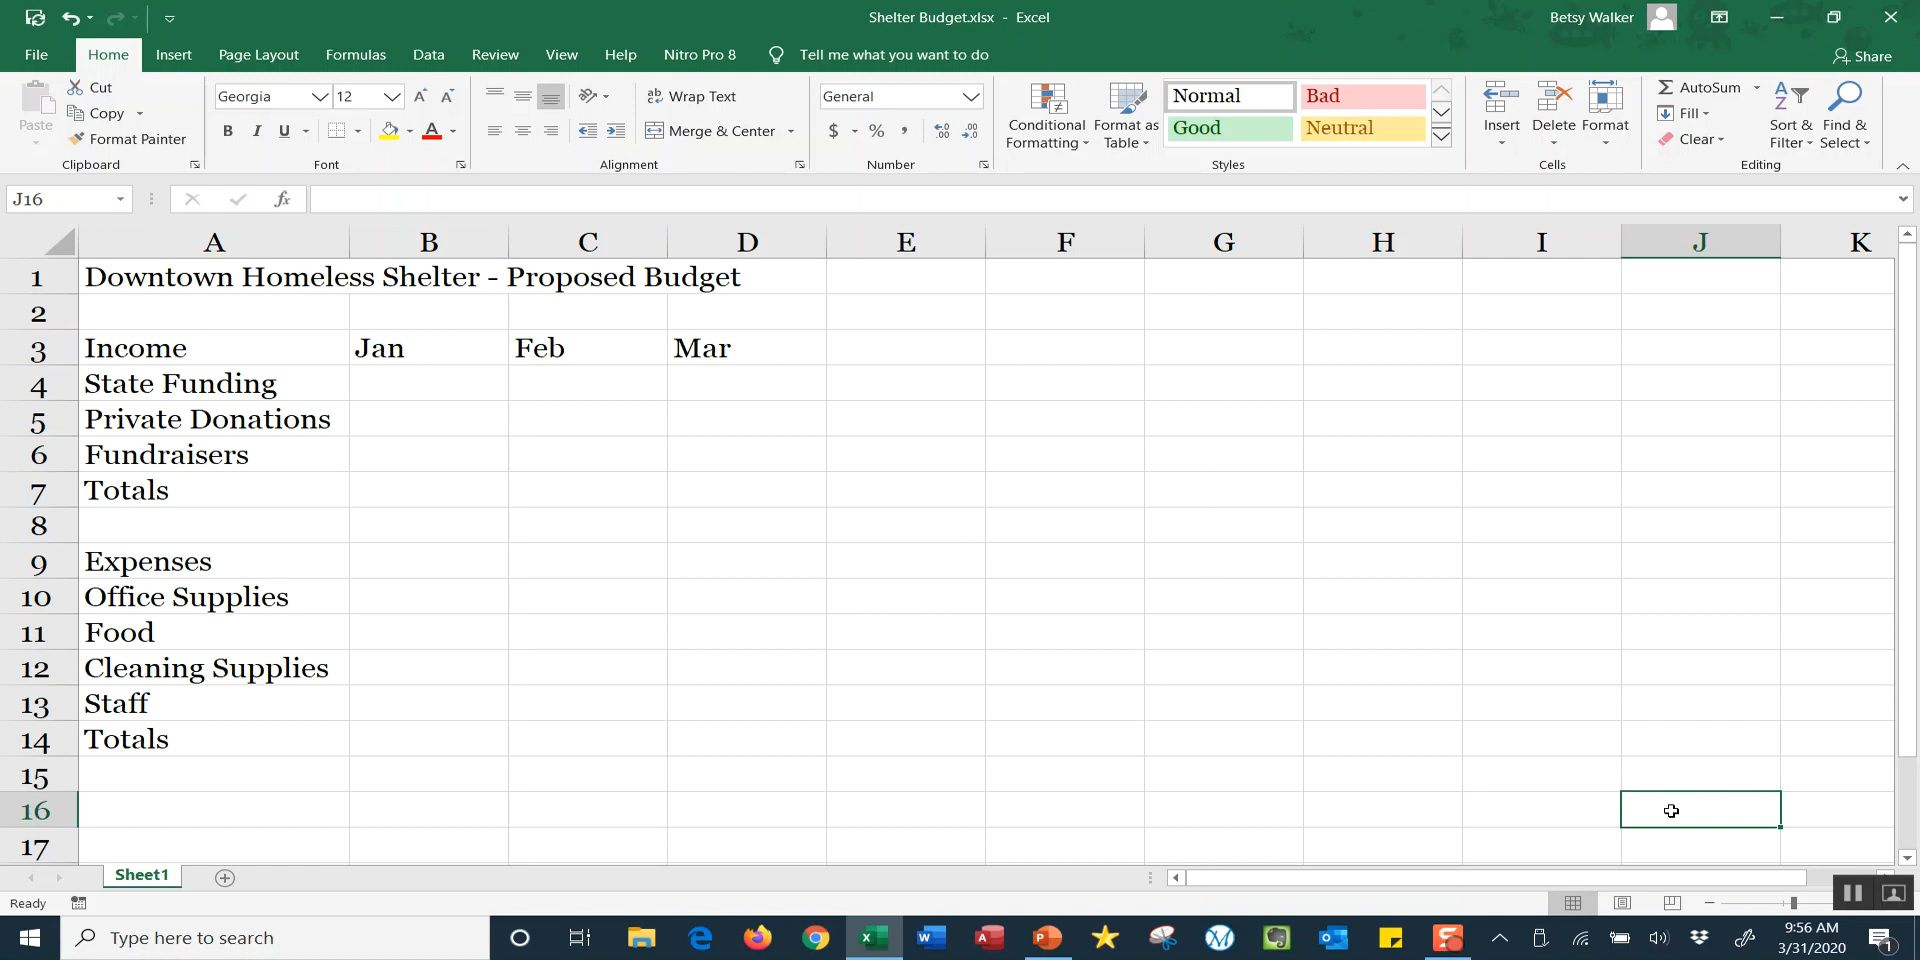 Shelter Budget.xlsx - Excel
Betsy Walker
File Home Insert Page Layout Formulas Data Review View Help Nitro Pro 8 Tell me what you want to do
Share
Paste
Cut
Copy
Format Painter
Clipboard
Georgia 12
B I U
Font
Wrap Text
Merge & Center
Alignment
General
$ % ,
Number
Conditional Formatting
Format as Table
Normal Bad
Good Neutral
Styles
Insert Delete Format
Cells
AutoSum
Fill
Clear
Sort & Filter
Find & Select
Editing
J16
fx
A B C D E F G H I J K
1 Downtown Homeless Shelter - Proposed Budget
2
3 Income Jan Feb Mar
4 State Funding
5 Private Donations
6 Fundraisers
7 Totals
8
9 Expenses
10 Office Supplies
11 Food
12 Cleaning Supplies
13 Staff
14 Totals
15
16
17
Sheet1
Ready
Type here to search
9:56 AM
3/31/2020
1